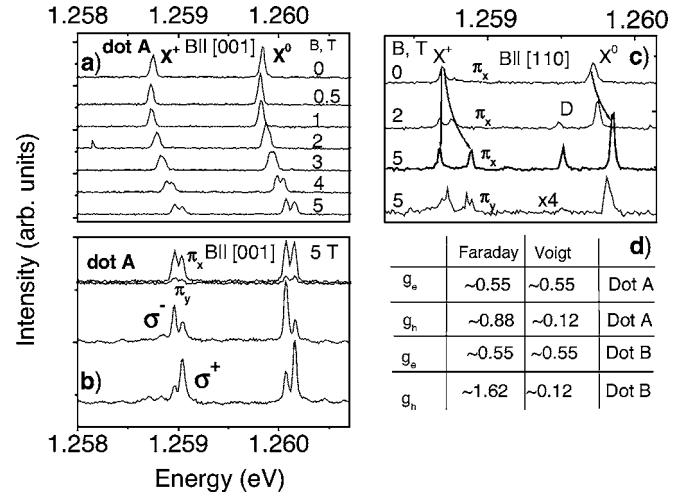 1.259 1.260
1.259 1.260
dot A X⁺ B|| [001] X⁰ B, T
a)
0
0.5
1
2
3
4
5
B, T X⁺ B|| [110] X⁰ c)
0 πx
2 πx D
5 πx
5 πy x4
Intensity (arb. units)
dot A πx B|| [001] 5 T
πy
σ⁻
b) σ⁺
1.258 1.259 1.260
Energy (eV)
d)
Faraday Voigt
gₑ ~0.55 ~0.55 Dot A
gₕ ~0.88 ~0.12 Dot A
gₑ ~0.55 ~0.55 Dot B
gₕ ~1.62 ~0.12 Dot B